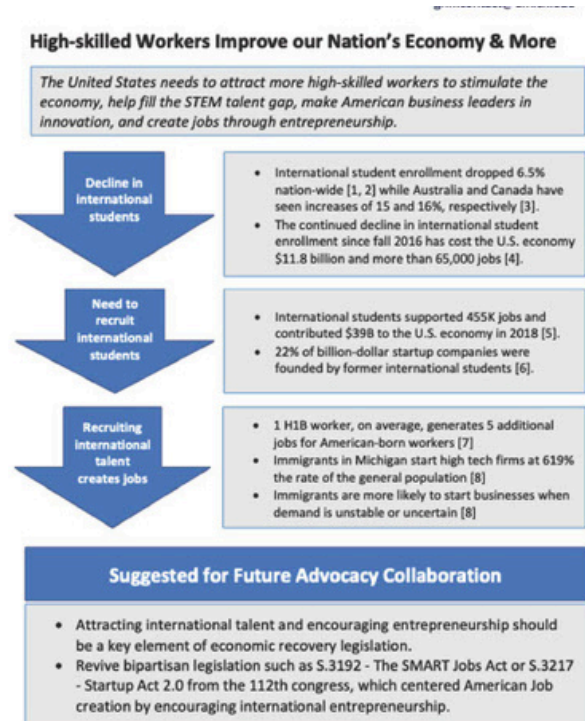 High-skilled Workers Improve our Nation's Economy & More
The United States needs to attract more high-skilled workers to stimulate the
economy, help fill the STEM talent gap, make American business leaders in
innovation, and create jobs through entrepreneurship.
Decline in
international
students
• International student enrollment dropped 6.5%
nation-wide [1, 2] while Australia and Canada have
seen increases of 15 and 16%, respectively [3].
• The continued decline in international student
enrollment since fall 2016 has cost the U.S. economy
$11.8 billion and more than 65,000 jobs [4].
Need to
recruit
international
students
• International students supported 455K jobs and
contributed $39B to the U.S. economy in 2018 [5].
• 22% of billion-dollar startup companies were
founded by former international students [6].
Recruiting
international
talent
creates jobs
• 1 H1B worker, on average, generates 5 additional
jobs for American-born workers [7]
• Immigrants in Michigan start high tech firms at 619%
the rate of the general population [8]
• Immigrants are more likely to start businesses when
demand is unstable or uncertain [8]
Suggested for Future Advocacy Collaboration
• Attracting international talent and encouraging entrepreneurship should
be a key element of economic recovery legislation.
• Revive bipartisan legislation such as S.3192 - The SMART Jobs Act or S.3217
- Startup Act 2.0 from the 112th congress, which centered American Job
creation by encouraging international entrepreneurship.